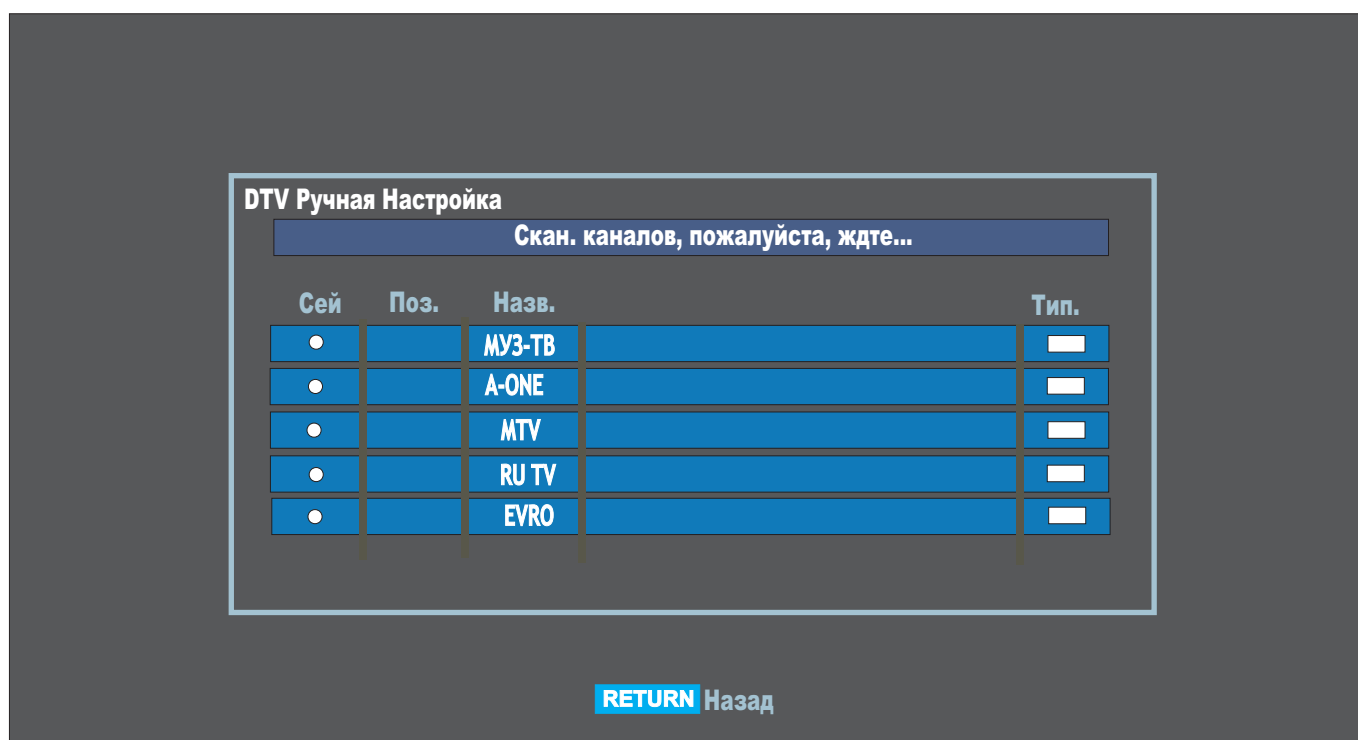 DTV Ручная Настройка
Скан. каналов, пожалуйста, ждте...
Сей Поз. Назв. Тип.
МУЗ-ТВ
A-ONE
MTV
RU TV
EVRO
RETURN Назад